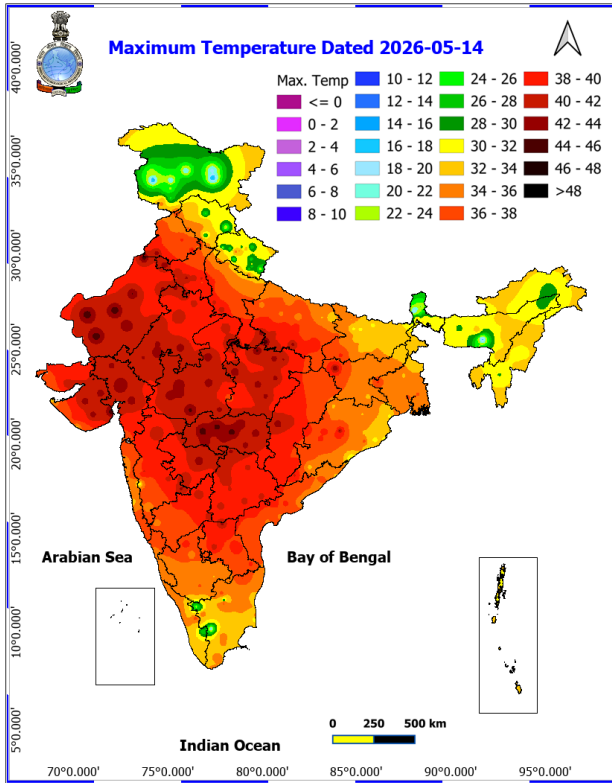 Maximum Temperature Dated 2026-05-14
Max. Temp
<= 0
0 - 2
2 - 4
4 - 6
6 - 8
8 - 10
10 - 12
12 - 14
14 - 16
16 - 18
18 - 20
20 - 22
22 - 24
24 - 26
26 - 28
28 - 30
30 - 32
32 - 34
34 - 36
36 - 38
38 - 40
40 - 42
42 - 44
44 - 46
46 - 48
>48
40°0.000'
35°0.000'
30°0.000'
25°0.000'
20°0.000'
15°0.000'
10°0.000'
5°0.000'
Arabian Sea
Bay of Bengal
Indian Ocean
0 250 500 km
70°0.000' 75°0.000' 80°0.000' 85°0.000' 90°0.000' 95°0.000'